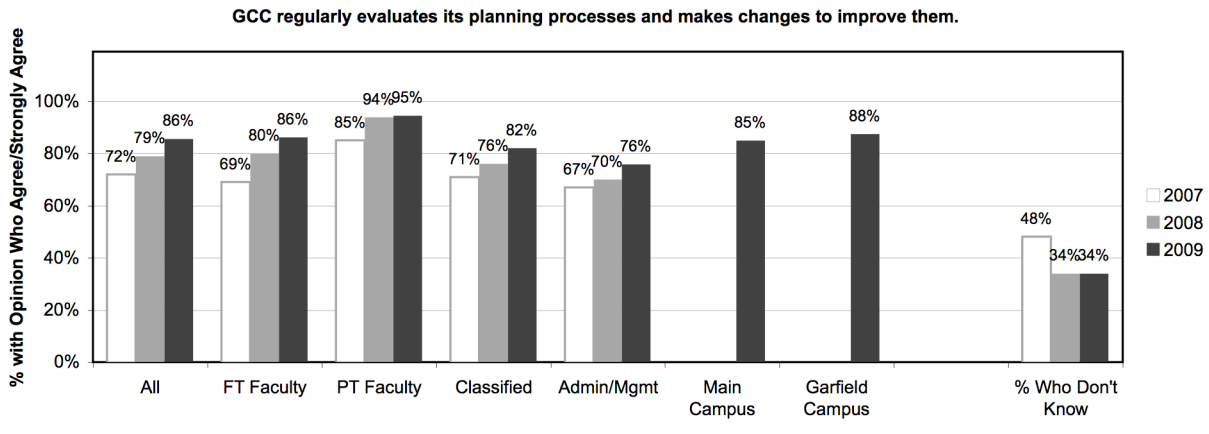 GCC regularly evaluates its planning processes and makes changes to improve them.
% with Opinion Who Agree/Strongly Agree
100%
80%
60%
40%
20%
0%
72%
79%
86%
69%
80%
86%
85%
94%
95%
71%
76%
82%
67%
70%
76%
85%
88%
48%
34%
34%
All
FT Faculty
PT Faculty
Classified
Admin/Mgmt
Main
Campus
Garfield
Campus
% Who Don't
Know
2007
2008
2009